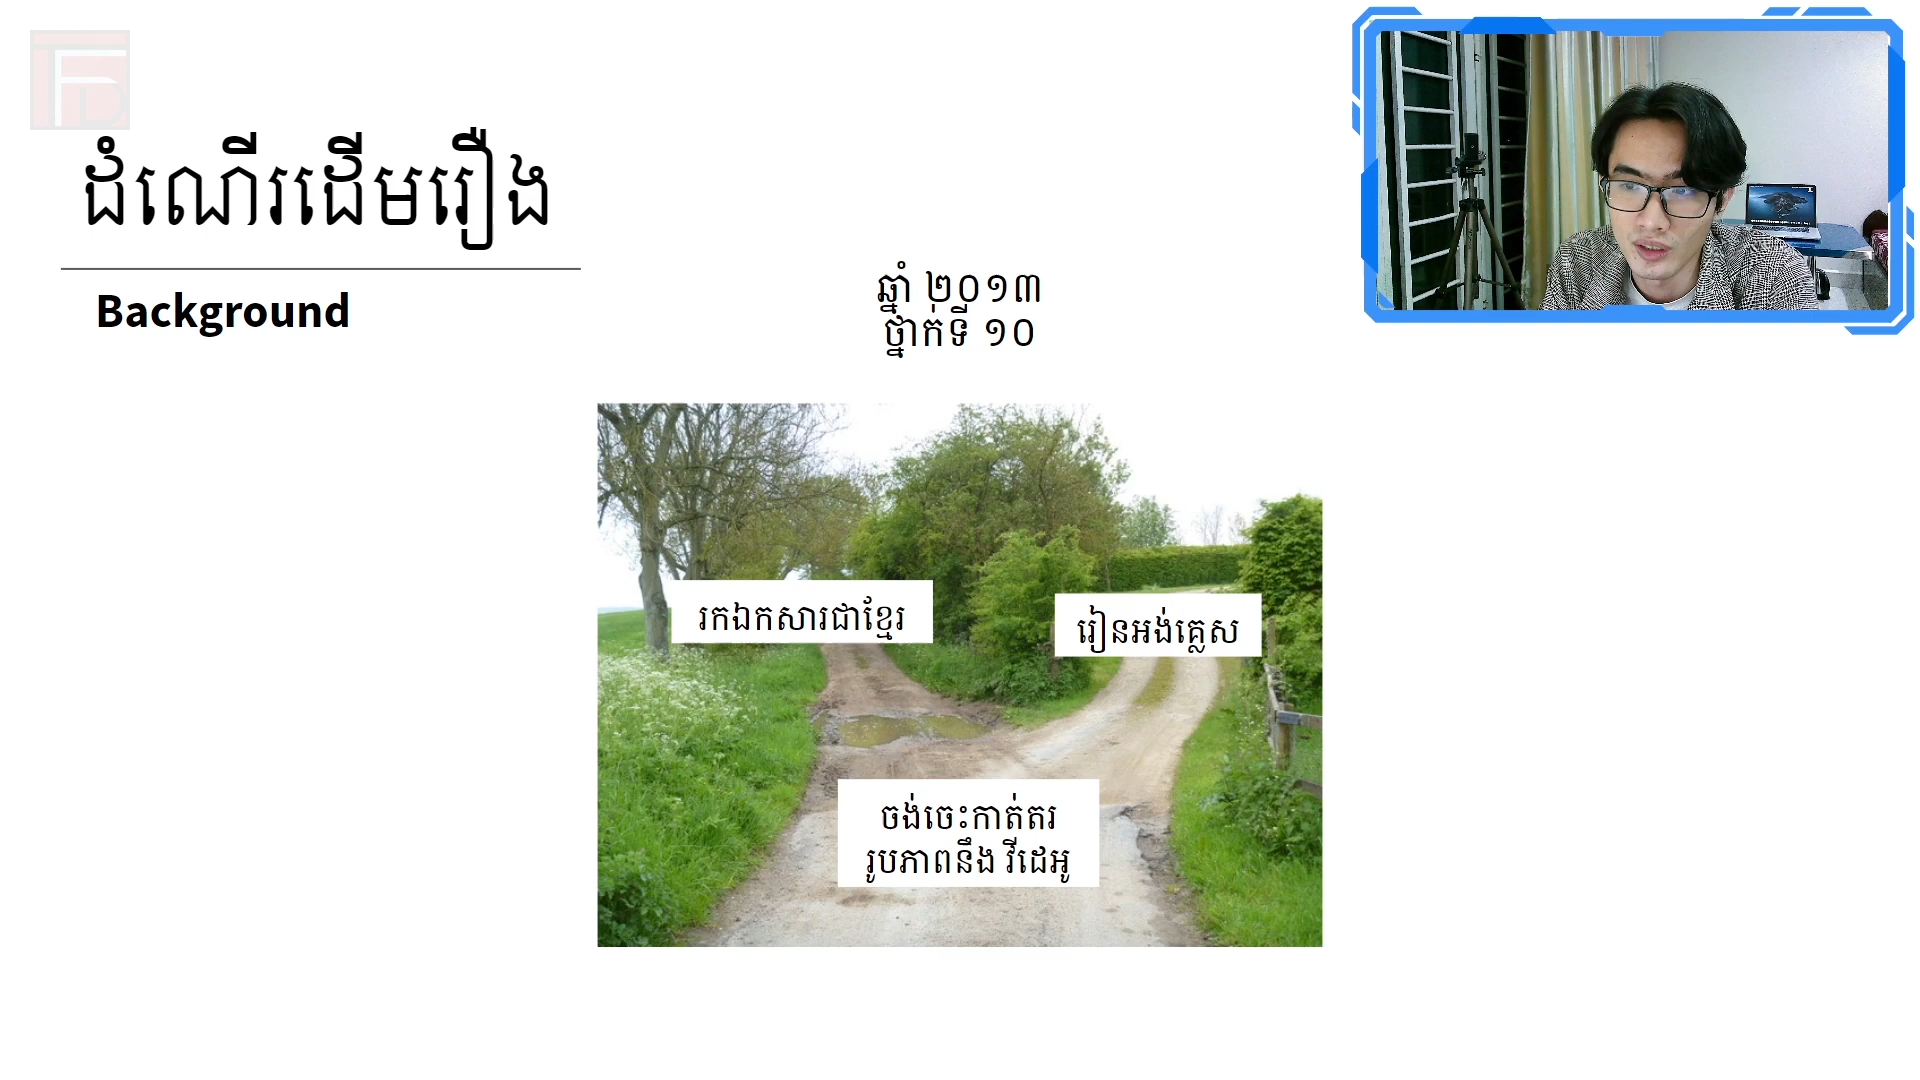 ដំណើរដើមរឿង
Background
ឆ្នាំ ២០១៣
ថ្នាក់ទី ១០
រកឯកសារជាខ្មែរ
រៀនអង់គ្លេស
ចង់ចេះកាត់តរ
រូបភាពនឹង វីដេអូ